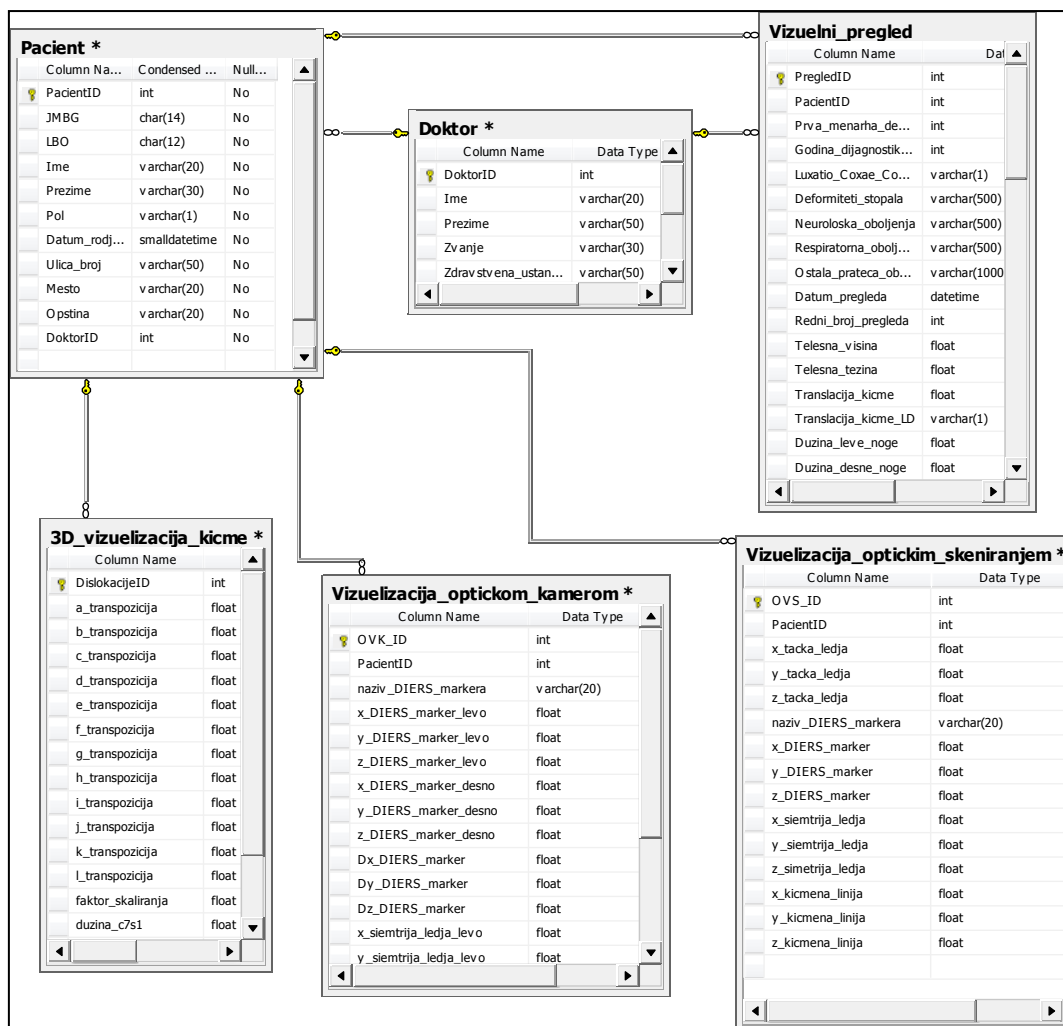 Pacient *
Column Na... Condensed ... Null...
PacientID int No
JMBG char(14) No
LBO char(12) No
Ime varchar(20) No
Prezime varchar(30) No
Pol varchar(1) No
Datum_rodj... smalldatetime No
Ulica_broj varchar(50) No
Mesto varchar(20) No
Opstina varchar(20) No
DoktorID int No
Doktor *
Column Name Data Type
DoktorID int
Ime varchar(20)
Prezime varchar(50)
Zvanje varchar(30)
Zdravstvena_ustan... varchar(50)
Vizuelni_pregled
Column Name Dat
PregledID int
PacientID int
Prva_menarha_de... int
Godina_dijagnostik... int
Luxatio_Coxae_Co... varchar(1)
Deformiteti_stopala varchar(500)
Neuroloska_oboljenja varchar(500)
Respiratorna_obolj... varchar(500)
Ostala_prateca_ob... varchar(1000
Datum_pregleda datetime
Redni_broj_pregleda int
Telesna_visina float
Telesna_tezina float
Translacija_kicme float
Translacija_kicme_LD varchar(1)
Duzina_leve_noge float
Duzina_desne_noge float
3D_vizuelizacija_kicme *
Column Name
DislokacijeID int
a_transpozicija float
b_transpozicija float
c_transpozicija float
d_transpozicija float
e_transpozicija float
f_transpozicija float
g_transpozicija float
h_transpozicija float
i_transpozicija float
j_transpozicija float
k_transpozicija float
l_transpozicija float
faktor_skaliranja float
duzina_c7s1 float
Vizuelizacija_optickom_kamerom *
Column Name Data Type
OVK_ID int
PacientID int
naziv_DIERS_markera varchar(20)
x_DIERS_marker_levo float
y_DIERS_marker_levo float
z_DIERS_marker_levo float
x_DIERS_marker_desno float
y_DIERS_marker_desno float
z_DIERS_marker_desno float
Dx_DIERS_marker float
Dy_DIERS_marker float
Dz_DIERS_marker float
x_siemtrija_ledja_levo float
y_siemtrija_ledja_levo float
Vizuelizacija_optickim_skeniranjem *
Column Name Data Type
OVS_ID int
PacientID int
x_tacka_ledja float
y_tacka_ledja float
z_tacka_ledja float
naziv_DIERS_markera varchar(20)
x_DIERS_marker float
y_DIERS_marker float
z_DIERS_marker float
x_siemtrija_ledja float
y_siemtrija_ledja float
z_simetrija_ledja float
x_kicmena_linija float
y_kicmena_linija float
z_kicmena_linija float